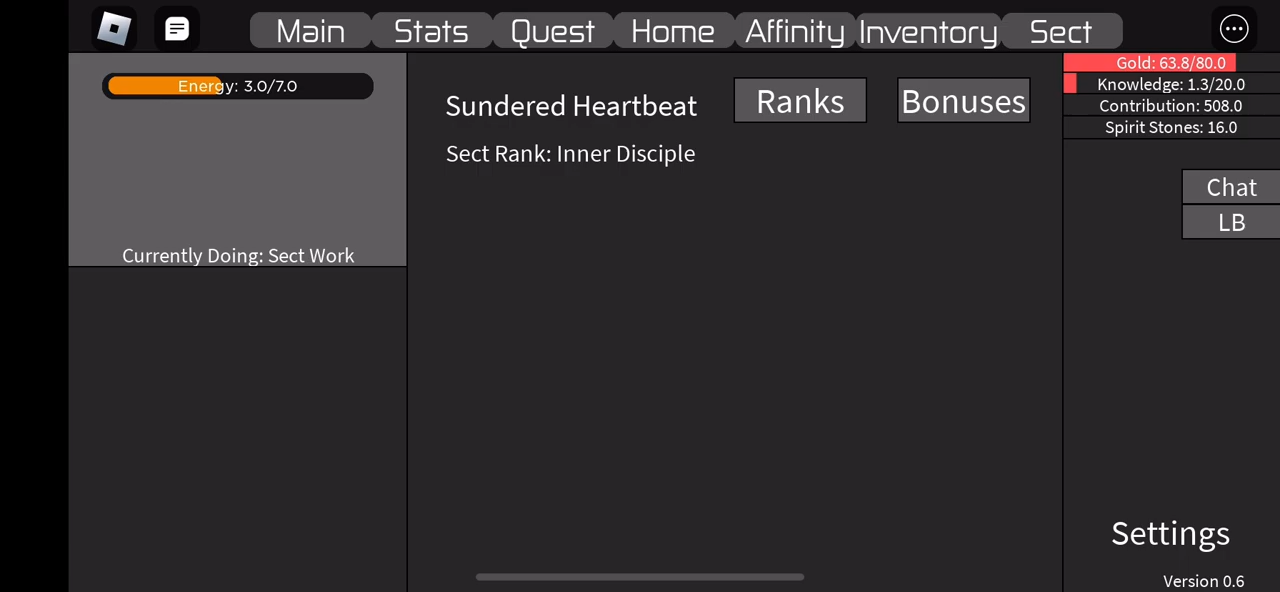 Main
Stats
Quest
Home
Affinity
Inventory
Sect
Energy: 3.0/7.0
Currently Doing: Sect Work
Sundered Heartbeat
Ranks
Bonuses
Sect Rank: Inner Disciple
Gold: 63.8/80.0
Knowledge: 1.3/20.0
Contribution: 508.0
Spirit Stones: 16.0
Chat
LB
Settings
Version 0.6